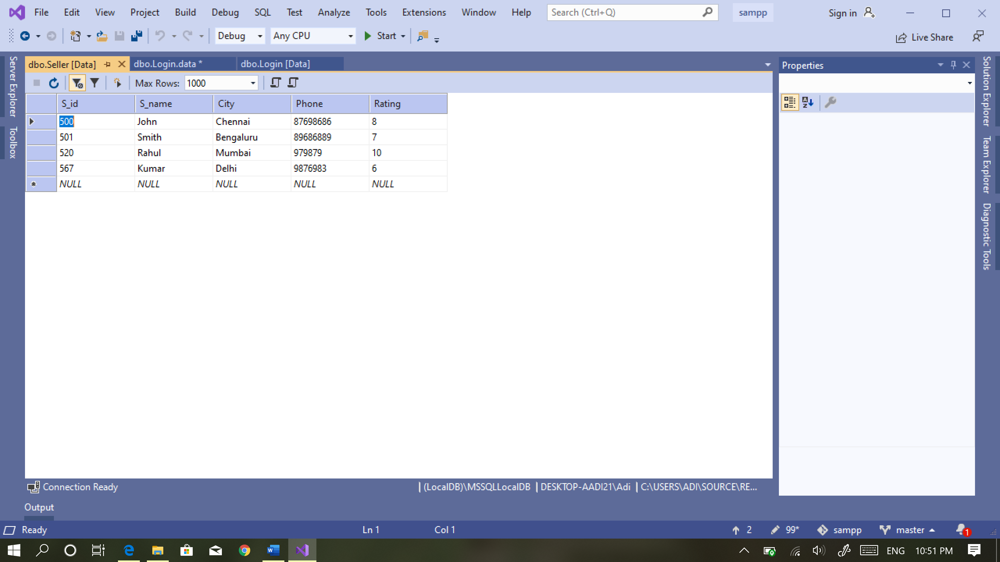 File Edit View Project Build Debug SQL Test Analyze Tools Extensions Window Help Search (Ctrl+Q) sampp Sign in
Debug Any CPU Start Live Share
Server Explorer
Toolbox
dbo.Seller [Data] dbo.Login.data * dbo.Login [Data]
Max Rows: 1000
S_id S_name City Phone Rating
500 John Chennai 87698686 8
501 Smith Bengaluru 89686889 7
520 Rahul Mumbai 979879 10
567 Kumar Delhi 9876983 6
NULL NULL NULL NULL NULL
Properties
Solution Explorer
Team Explorer
Diagnostic Tools
Connection Ready | (LocalDB)\MSSQLLocalDB | DESKTOP-AADI21\Adi | C:\USERS\ADI\SOURCE\RE...
Output
Ready Ln 1 Col 1 2 99* sampp master 1
ENG 10:51 PM